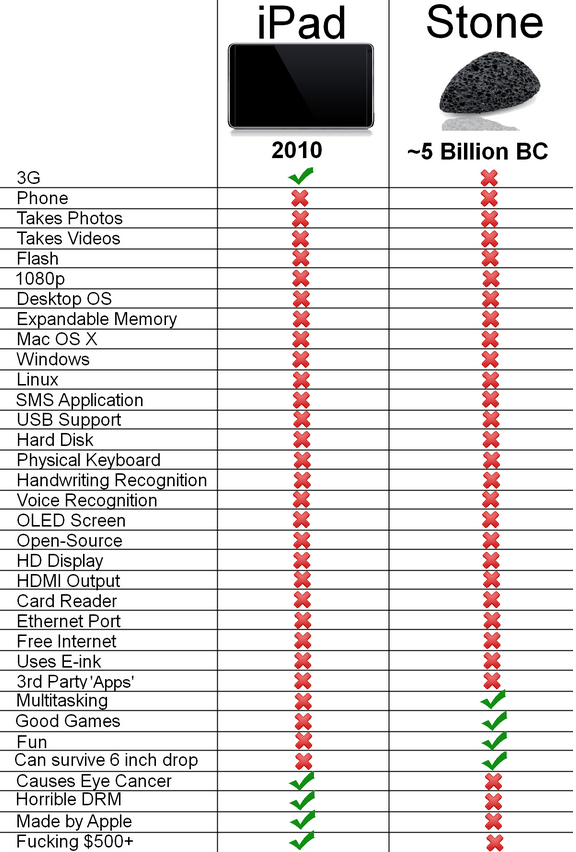 iPad Stone
2010 ~5 Billion BC
3G
Phone
Takes Photos
Takes Videos
Flash
1080p
Desktop OS
Expandable Memory
Mac OS X
Windows
Linux
SMS Application
USB Support
Hard Disk
Physical Keyboard
Handwriting Recognition
Voice Recognition
OLED Screen
Open-Source
HD Display
HDMI Output
Card Reader
Ethernet Port
Free Internet
Uses E-ink
3rd Party 'Apps'
Multitasking
Good Games
Fun
Can survive 6 inch drop
Causes Eye Cancer
Horrible DRM
Made by Apple
Fucking $500+